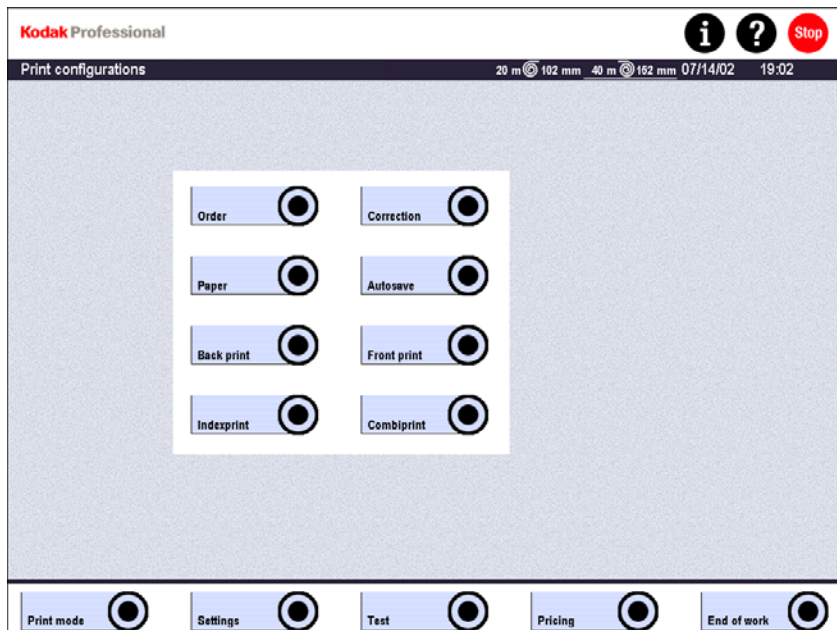 Kodak Professional
i ? Stop
Print configurations 20 m 102 mm 40 m 152 mm 07/14/02 19:02
Order Correction
Paper Autosave
Back print Front print
Indexprint Combiprint
Print mode Settings Test Pricing End of work